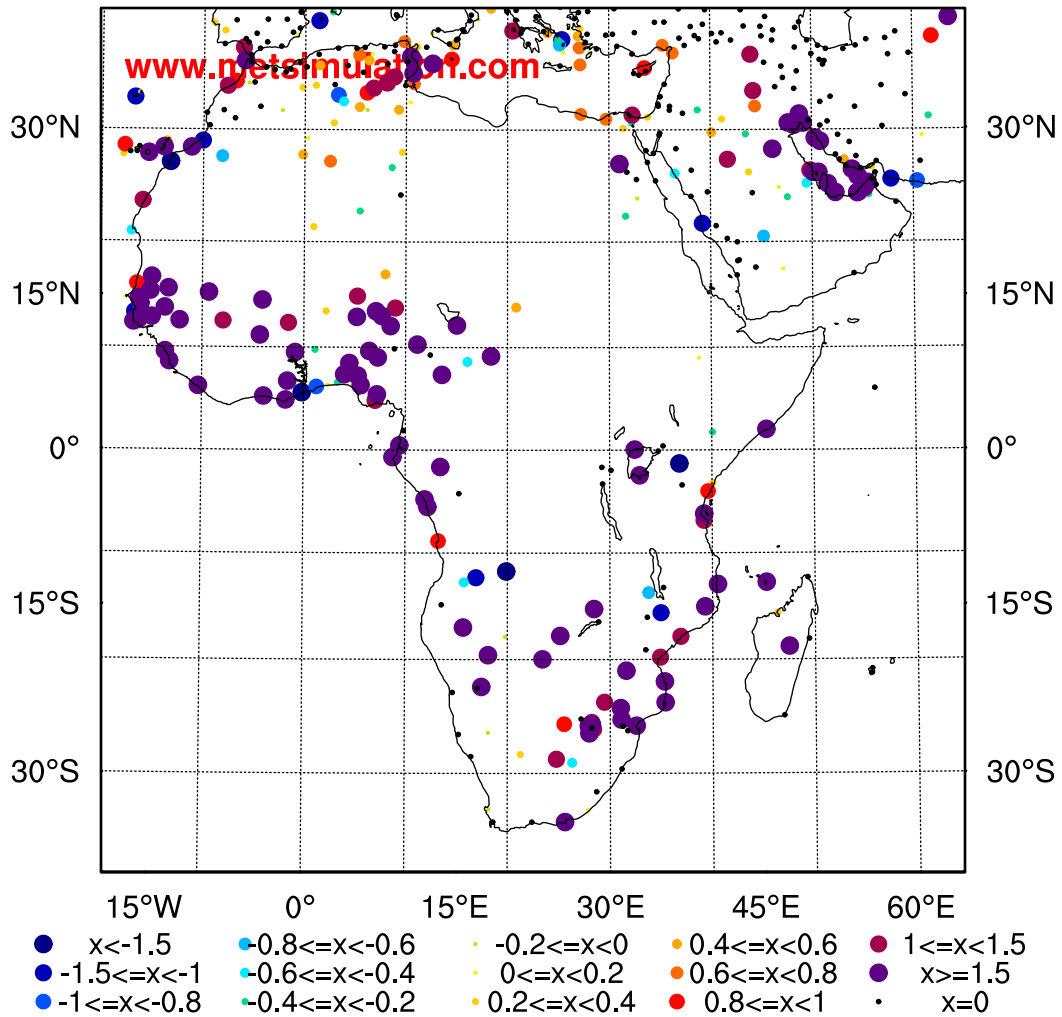 www.metsimulation.com
30°N 30°N
15°N 15°N
0° 0°
15°S 15°S
30°S 30°S
15°W 0° 15°E 30°E 45°E 60°E
x<-1.5 -0.8<=x<-0.6 -0.2<=x<0 0.4<=x<0.6 1<=x<1.5
-1.5<=x<-1 -0.6<=x<-0.4 0<=x<0.2 0.6<=x<0.8 x>=1.5
-1<=x<-0.8 -0.4<=x<-0.2 0.2<=x<0.4 0.8<=x<1 x=0